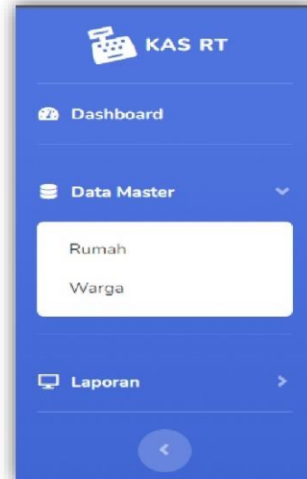 KAS RT
Dashboard
Data Master
Rumah
Warga
Laporan